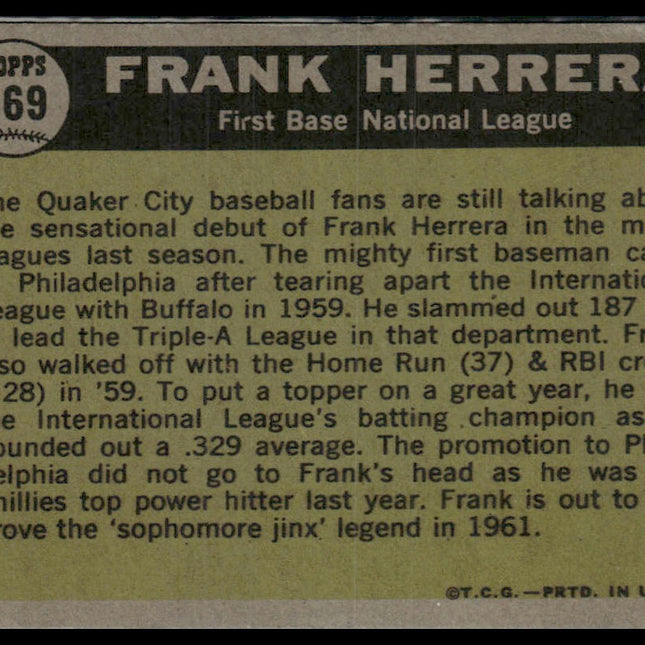 OPPS
69
FRANK HERRERA
First Base National League
he Quaker City baseball fans are still talking ab
e sensational debut of Frank Herrera in the m
agues last season. The mighty first baseman ca
Philadelphia after tearing apart the Internatio
eague with Buffalo in 1959. He slammed out 187
lead the Triple-A League in that department. Fr
so walked off with the Home Run (37) & RBI cr
28) in '59. To put a topper on a great year, he
e International League's batting champion as
ounded out a .329 average. The promotion to P
elphia did not go to Frank's head as he was
hillies top power hitter last year. Frank is out to
rove the 'sophomore jinx' legend in 1961.
©T.C.G.—PRTD. IN U